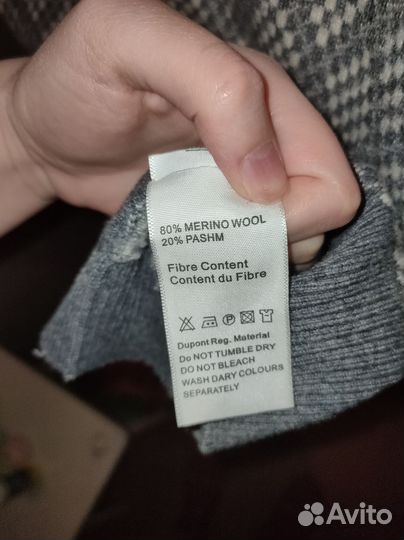 80% MERINO WOOL
20% PASHM
Fibre Content
Content du Fibre
Dupont Reg. Material
Do NOT TUMBLE DRY
DO NOT BLEACH
WASH DARY COLOURS
SEPARATELY
Avito